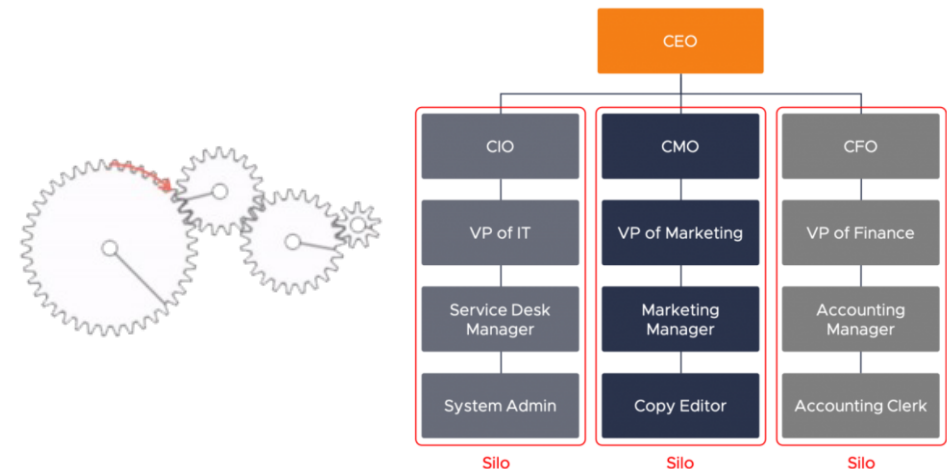 CEO
CIO
CMO
CFO
VP of IT
VP of Marketing
VP of Finance
Service Desk
Manager
Marketing
Manager
Accounting
Manager
System Admin
Copy Editor
Accounting Clerk
Silo
Silo
Silo